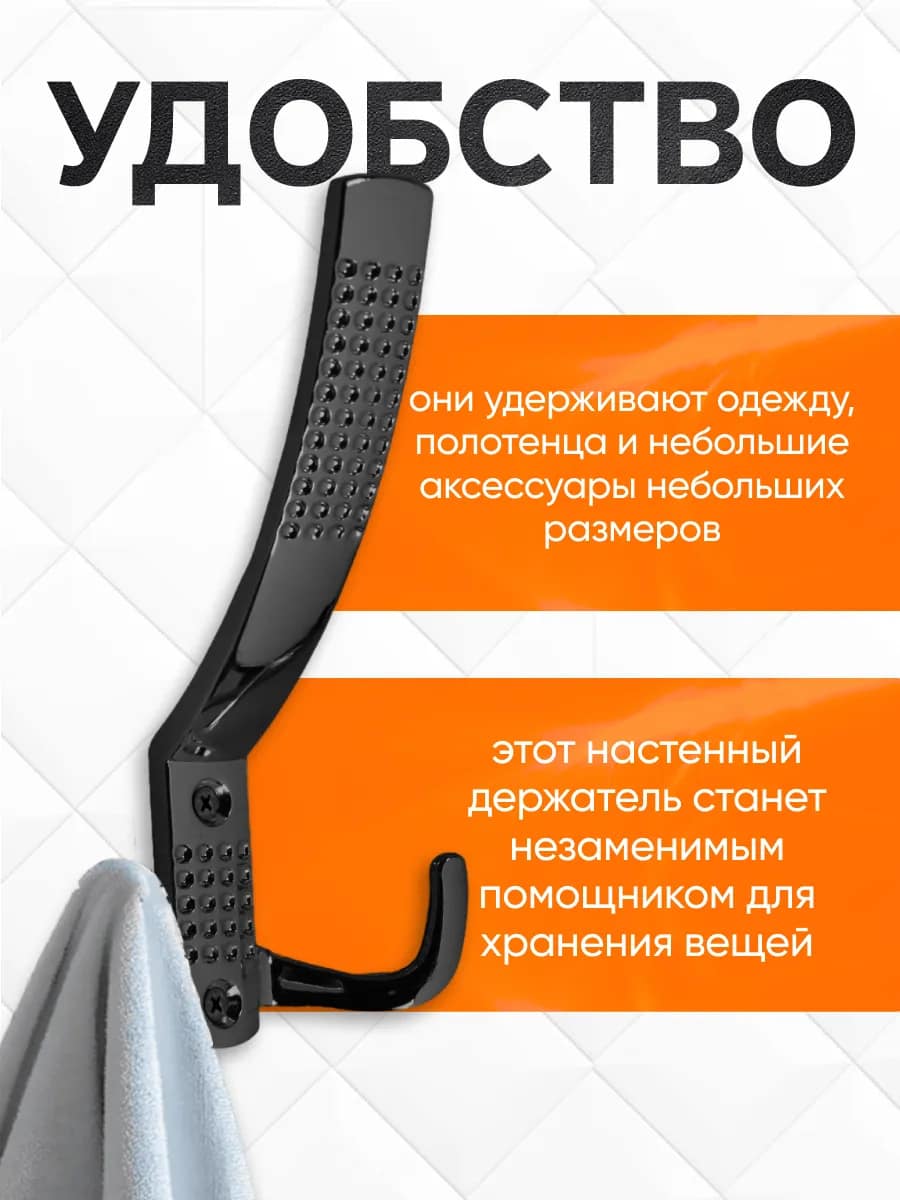 УДОБСТВО
они удерживают одежду,
полотенца и небольшие
аксессуары небольших
размеров
этот настенный
держатель станет
незаменимым
помощником для
хранения вещей